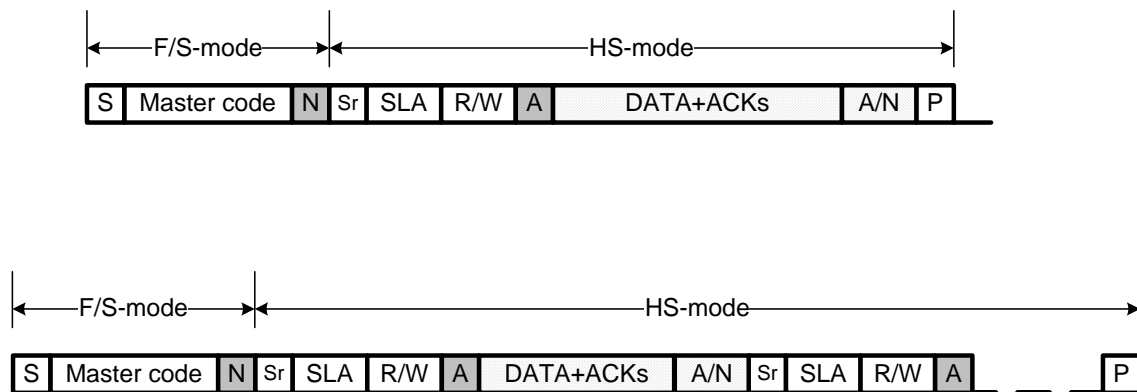 F/S-mode HS-mode
S Master code N Sr SLA R/W A DATA+ACKs A/N P
F/S-mode HS-mode
S Master code N Sr SLA R/W A DATA+ACKs A/N Sr SLA R/W A P